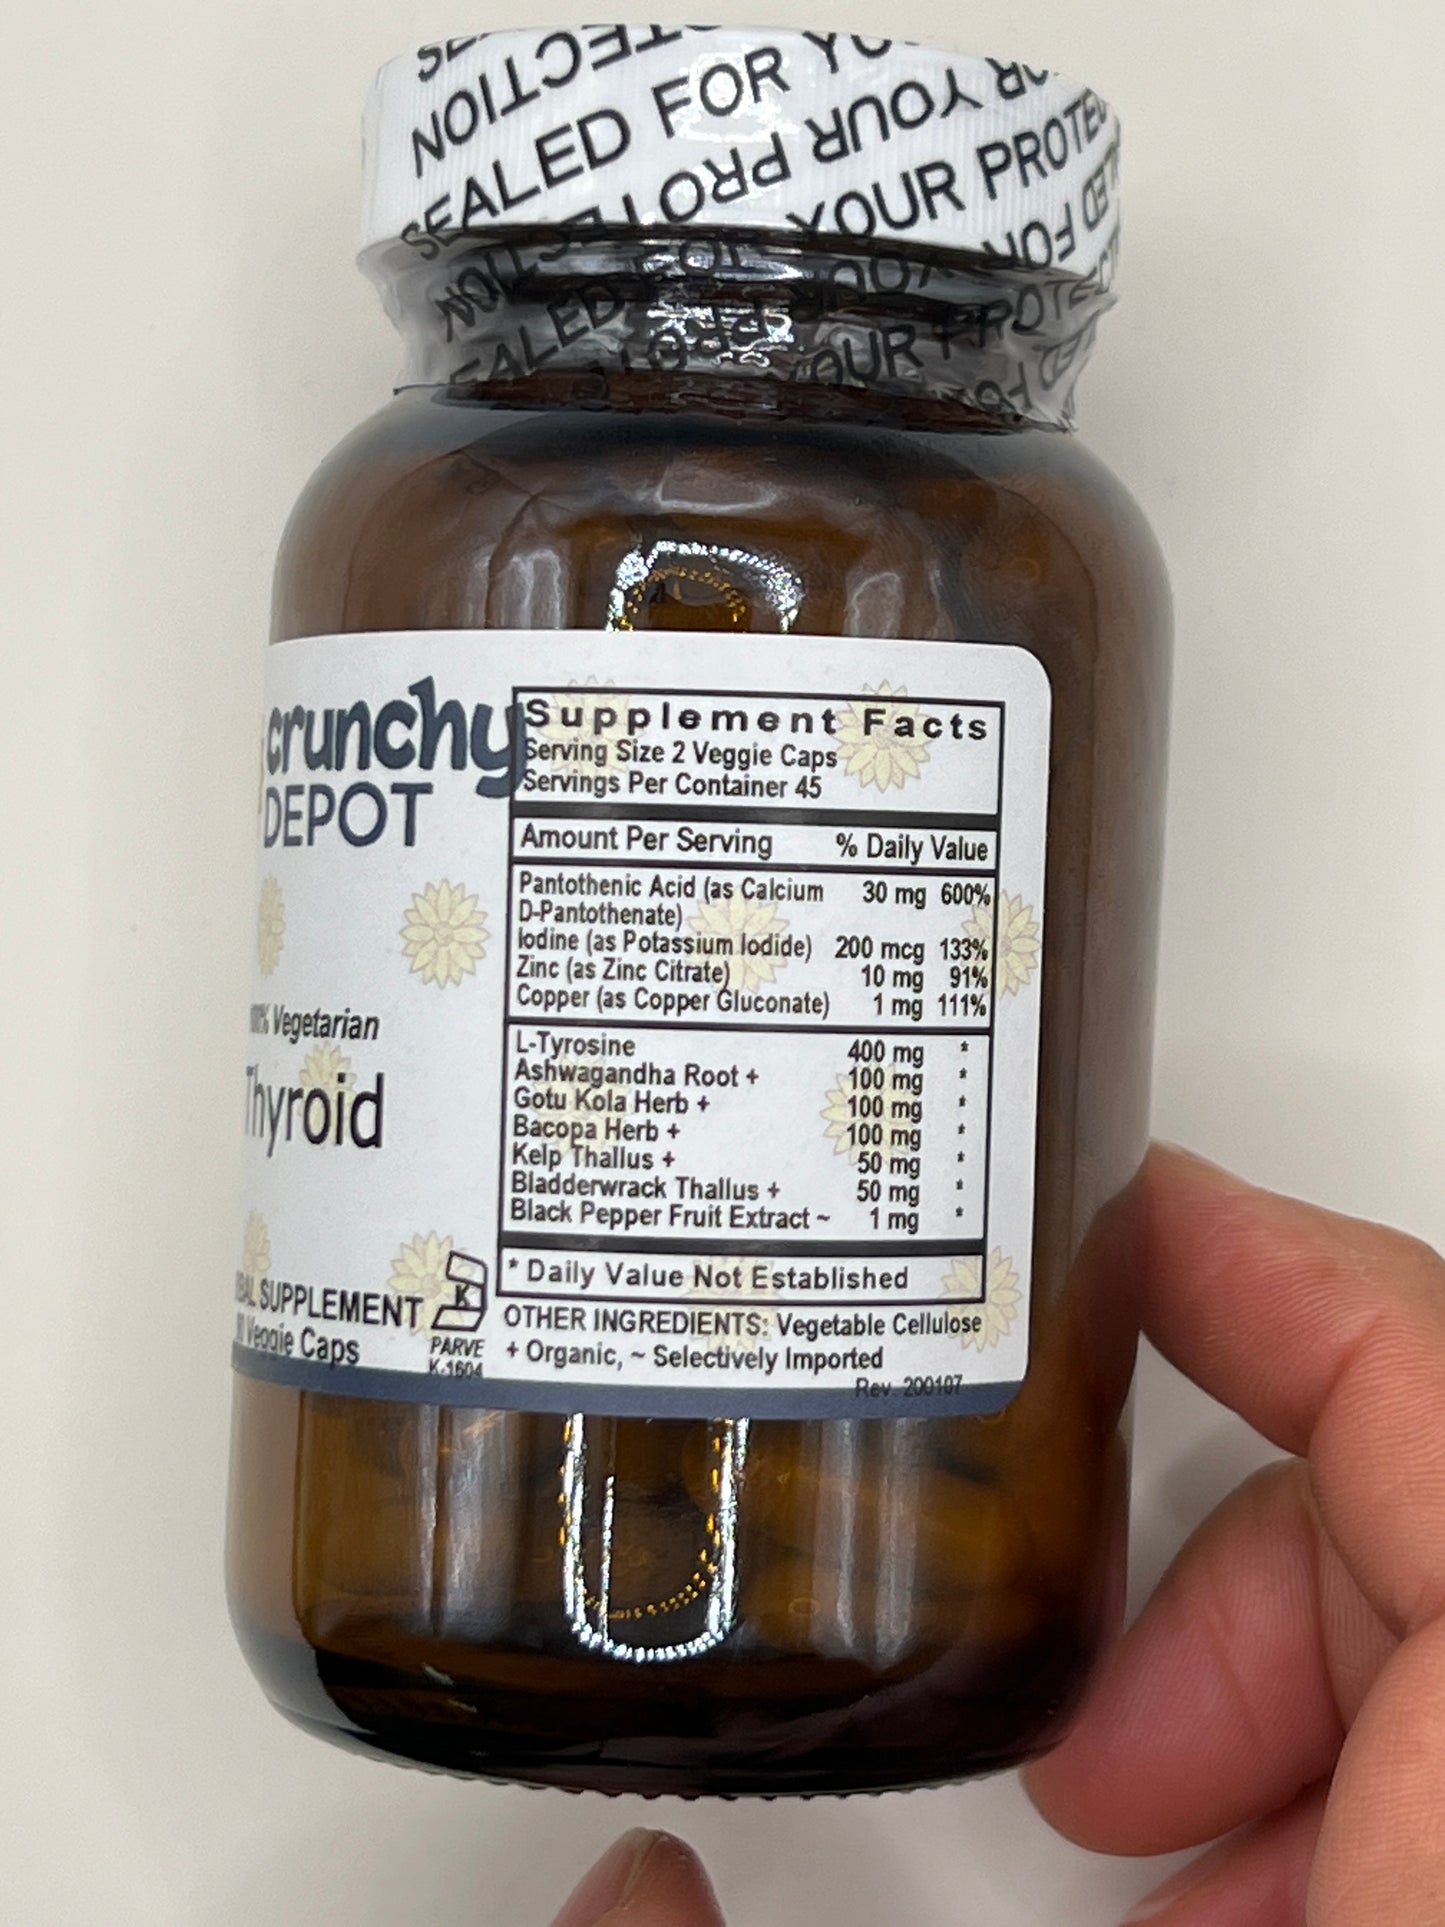 SEALED FOR YOUR PROTECTION
SEALED FOR YOUR PROTECTION
crunchy
DEPOT
Vegetarian
Thyroid
SUPPLEMENT
Veggie Caps
K
PARVE
K-1604
Supplement Facts
Serving Size 2 Veggie Caps
Servings Per Container 45
Amount Per Serving % Daily Value
Pantothenic Acid (as Calcium 30 mg 600%
D-Pantothenate)
Iodine (as Potassium Iodide) 200 mcg 133%
Zinc (as Zinc Citrate) 10 mg 91%
Copper (as Copper Gluconate) 1 mg 111%
L-Tyrosine 400 mg *
Ashwagandha Root + 100 mg *
Gotu Kola Herb + 100 mg *
Bacopa Herb + 100 mg *
Kelp Thallus + 50 mg *
Bladderwrack Thallus + 50 mg *
Black Pepper Fruit Extract ~ 1 mg *
* Daily Value Not Established
OTHER INGREDIENTS: Vegetable Cellulose
+ Organic, ~ Selectively Imported
Rev. 200107